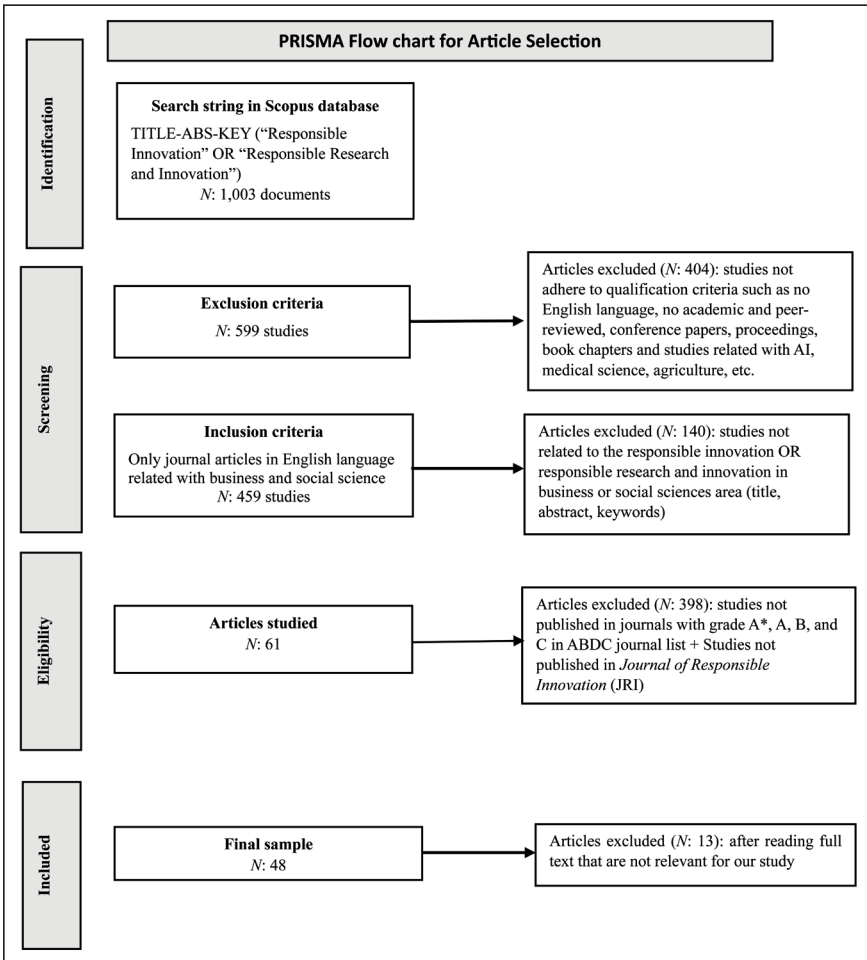 PRISMA Flow chart for Article Selection
Identification
Search string in Scopus database
TITLE-ABS-KEY (“Responsible
Innovation” OR “Responsible Research
and Innovation”)
N: 1,003 documents
Screening
Exclusion criteria
N: 599 studies
Articles excluded (N: 404): studies not
adhere to qualification criteria such as no
English language, no academic and peer-
reviewed, conference papers, proceedings,
book chapters and studies related with AI,
medical science, agriculture, etc.
Inclusion criteria
Only journal articles in English language
related with business and social science
N: 459 studies
Articles excluded (N: 140): studies not
related to the responsible innovation OR
responsible research and innovation in
business or social sciences area (title,
abstract, keywords)
Eligibility
Articles studied
N: 61
Articles excluded (N: 398): studies not
published in journals with grade A*, A, B, and
C in ABDC journal list + Studies not
published in Journal of Responsible
Innovation (JRI)
Included
Final sample
N: 48
Articles excluded (N: 13): after reading full
text that are not relevant for our study